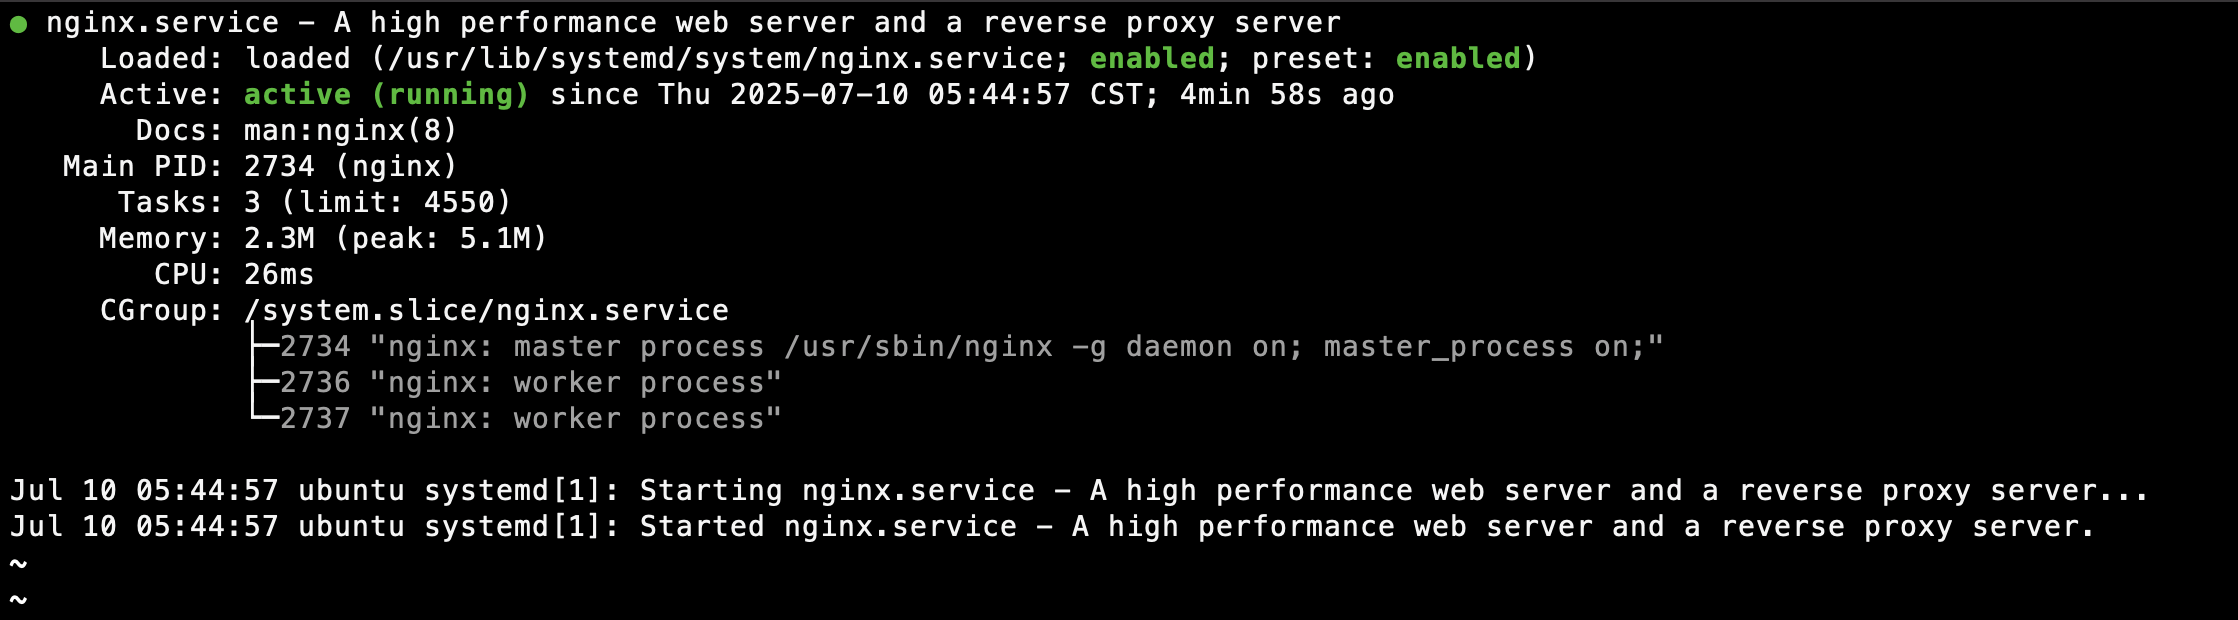 ● nginx.service - A high performance web server and a reverse proxy server
     Loaded: loaded (/usr/lib/systemd/system/nginx.service; enabled; preset: enabled)
     Active: active (running) since Thu 2025-07-10 05:44:57 CST; 4min 58s ago
       Docs: man:nginx(8)
   Main PID: 2734 (nginx)
      Tasks: 3 (limit: 4550)
     Memory: 2.3M (peak: 5.1M)
        CPU: 26ms
     CGroup: /system.slice/nginx.service
             ├─2734 "nginx: master process /usr/sbin/nginx -g daemon on; master_process on;"
             ├─2736 "nginx: worker process"
             └─2737 "nginx: worker process"

Jul 10 05:44:57 ubuntu systemd[1]: Starting nginx.service - A high performance web server and a reverse proxy server...
Jul 10 05:44:57 ubuntu systemd[1]: Started nginx.service - A high performance web server and a reverse proxy server.
~
~